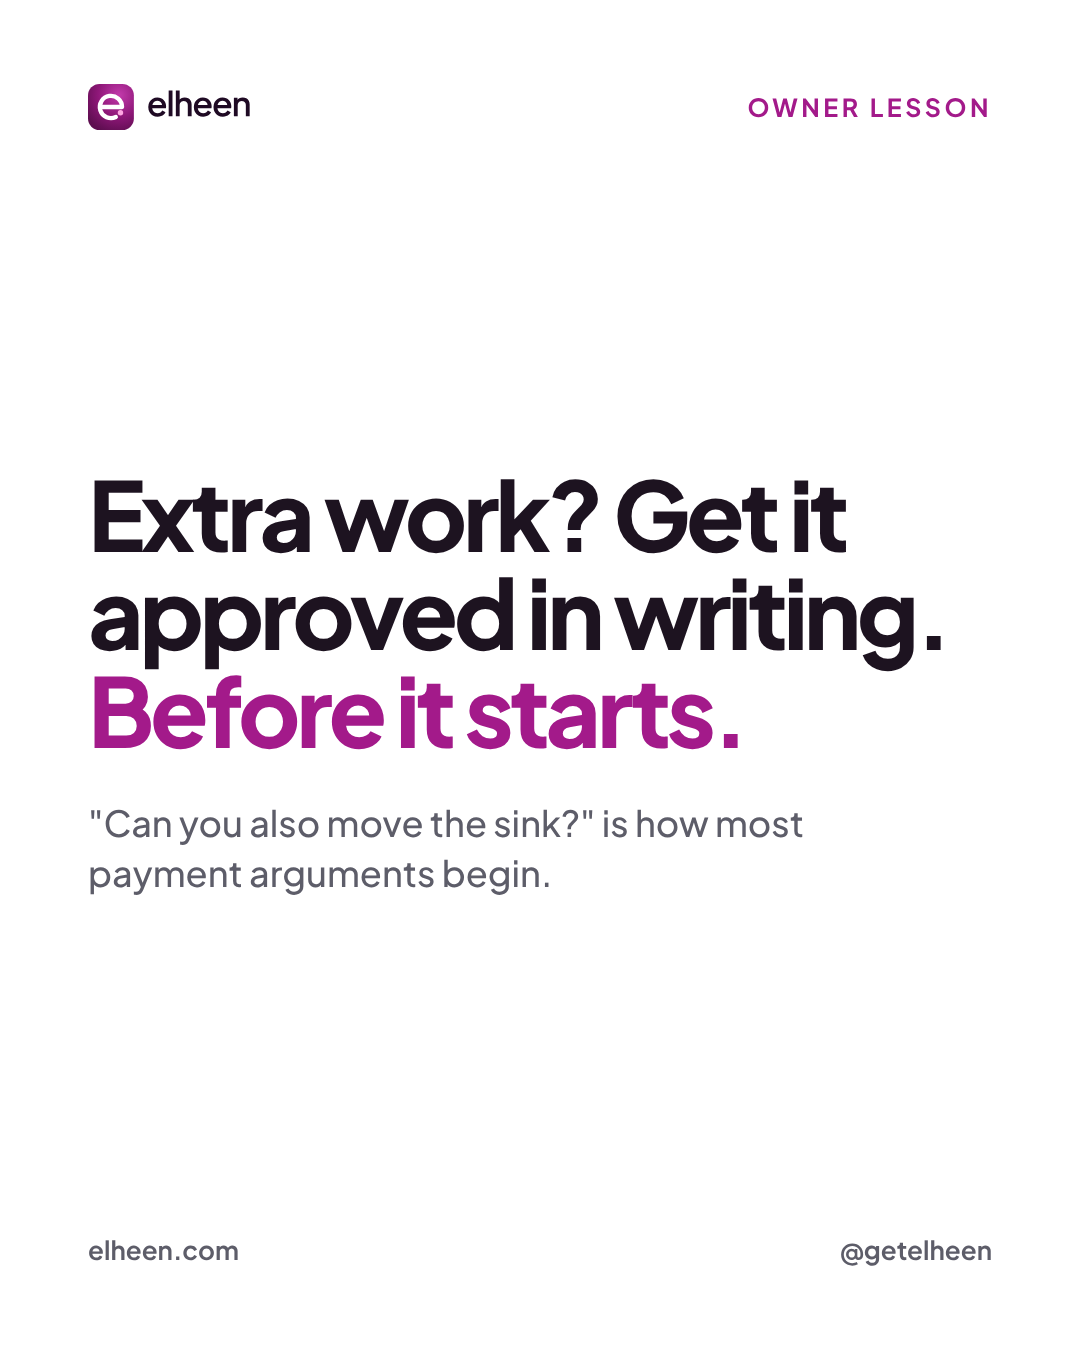 elheen
OWNER LESSON
Extra work? Get it
approved in writing.
Before it starts.
"Can you also move the sink?" is how most
payment arguments begin.
elheen.com
@getelheen